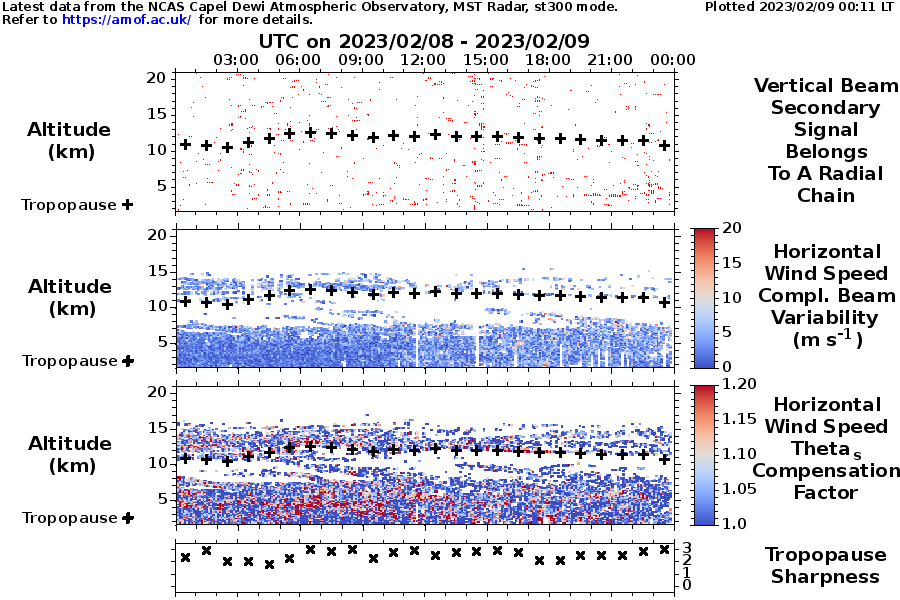 Latest data from the NCAS Capel Dewi Atmospheric Observatory, MST Radar, st300 mode.
Plotted 2023/02/09 00:11 LT
Refer to https://amof.ac.uk/ for more details.
UTC on 2023/02/08 - 2023/02/09
03:00 06:00 09:00 12:00 15:00 18:00 21:00 00:00
20
15
10
5
Altitude
(km)
Tropopause
Vertical Beam
Secondary
Signal
Belongs
To A Radial
Chain
20
15
10
5
Altitude
(km)
Tropopause
20
15
10
5
0
Horizontal
Wind Speed
Compl. Beam
Variability
(m s-1)
20
15
10
5
Altitude
(km)
Tropopause
1.20
1.15
1.10
1.05
1.0
Horizontal
Wind Speed
Theta s
Compensation
Factor
3
2
1
0
Tropopause
Sharpness